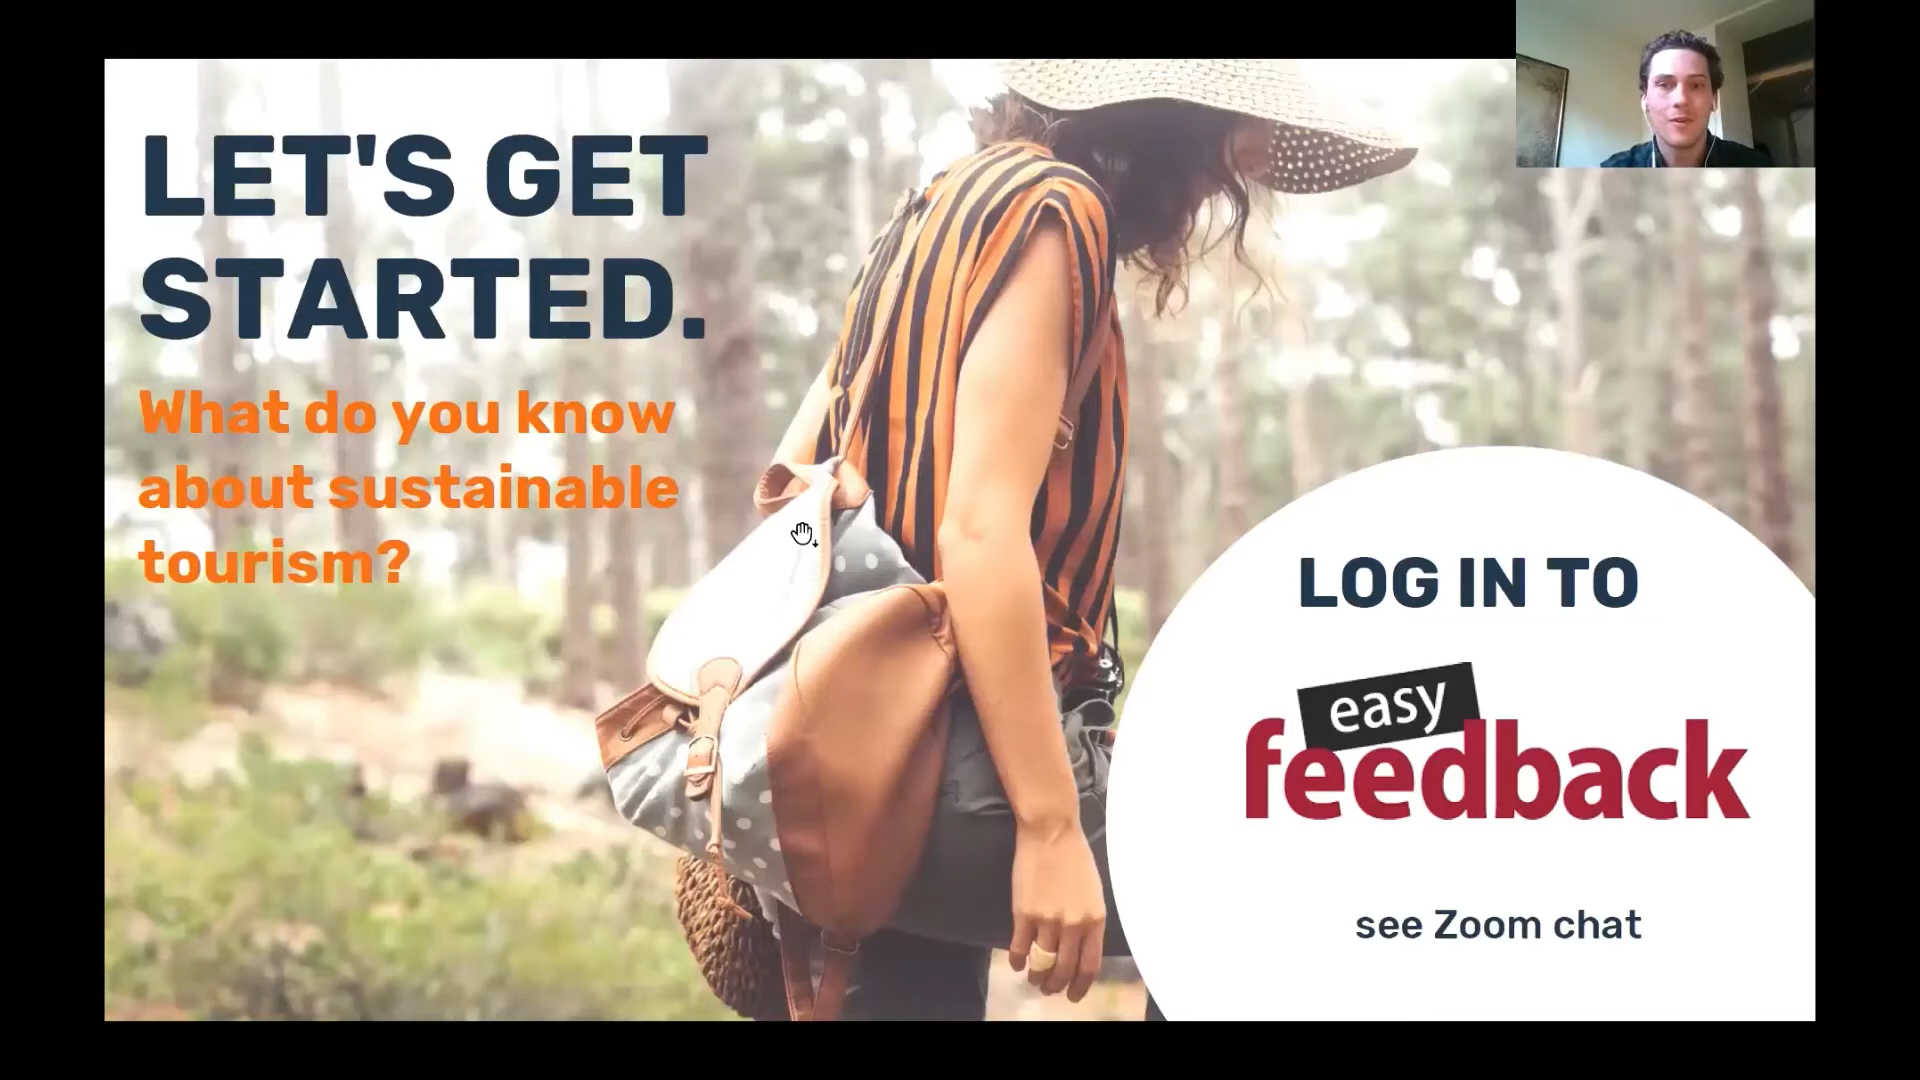 LET'S GET
STARTED.
What do you know
about sustainable
tourism?
LOG IN TO
easy
feedback
see Zoom chat